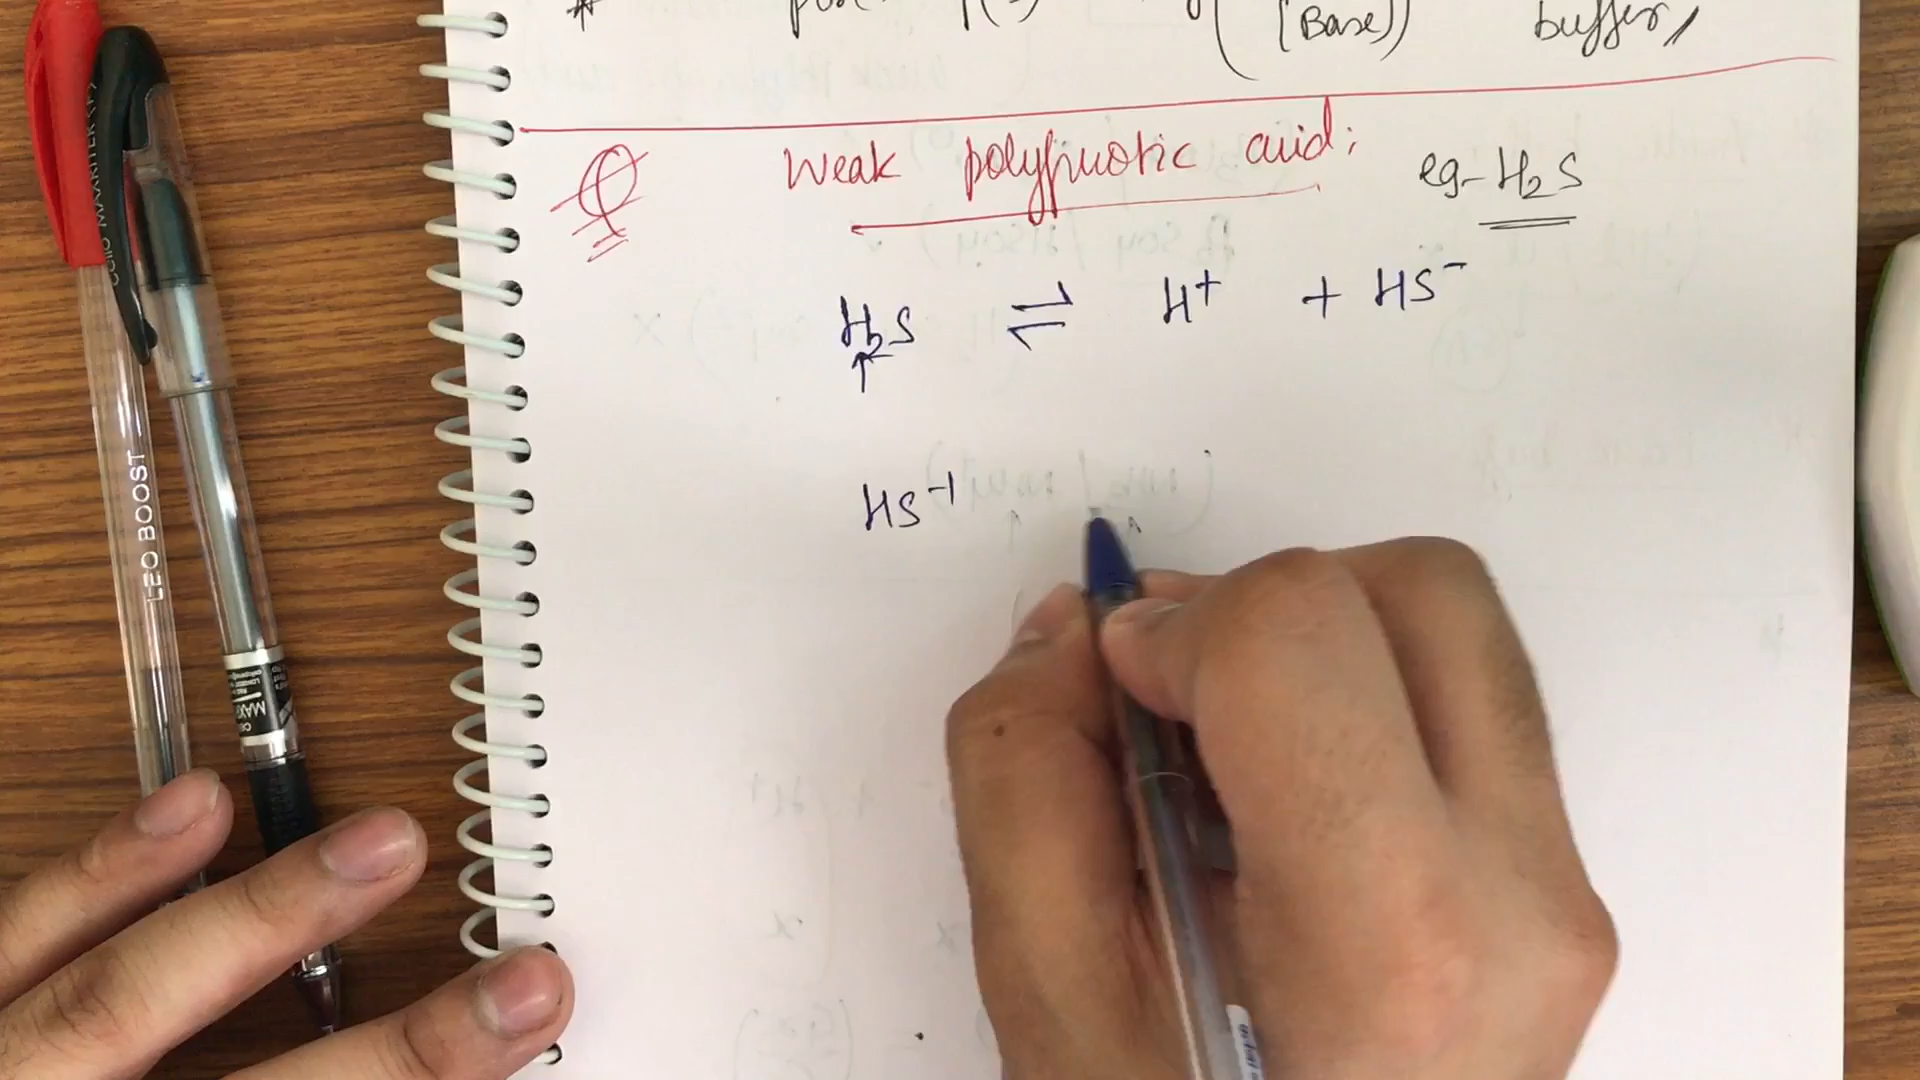 [Base])
buffer,
Weak polyprotic acid; eg- H₂S
H₂S ⇌ H⁺ + HS⁻
HS⁻¹
LEO BOOST